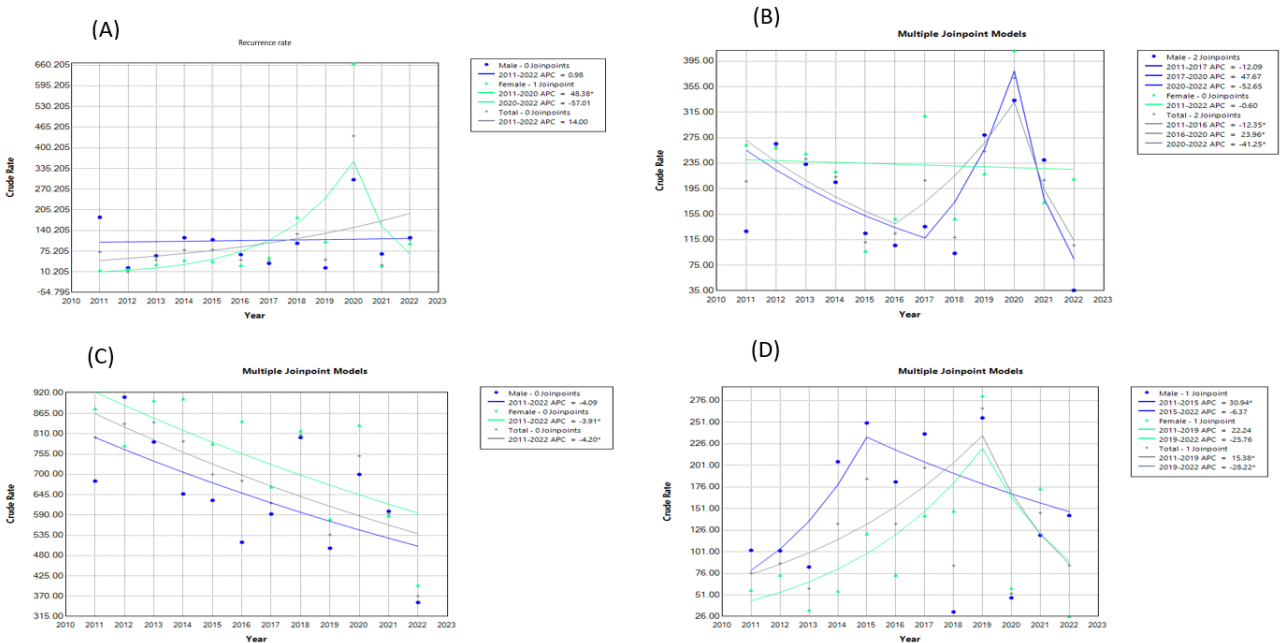 (A)
Recurrence rate
Crude Rate
660.205
595.205
530.205
465.205
400.205
335.205
270.205
205.205
140.205
75.205
10.205
-54.795
2010 2011 2012 2013 2014 2015 2016 2017 2018 2019 2020 2021 2022 2023
Year
Male - 0 Joinpoints
2011-2022 APC = 0.98
Female - 1 Joinpoint
2011-2020 APC = 48.38*
2020-2022 APC = -57.01
Total - 0 Joinpoints
2011-2022 APC = 14.00
(B)
Multiple Joinpoint Models
Crude Rate
395.00
355.00
315.00
275.00
235.00
195.00
155.00
115.00
75.00
35.00
2010 2011 2012 2013 2014 2015 2016 2017 2018 2019 2020 2021 2022 2023
Year
Male - 2 Joinpoints
2011-2017 APC = -12.09
2017-2020 APC = 47.67
2020-2022 APC = -52.65
Female - 0 Joinpoints
2011-2022 APC = -0.60
Total - 2 Joinpoints
2011-2016 APC = -12.35*
2016-2020 APC = 23.96*
2020-2022 APC = -41.25*
(C)
Multiple Joinpoint Models
Crude Rate
920.00
865.00
810.00
755.00
700.00
645.00
590.00
535.00
480.00
425.00
370.00
315.00
2010 2011 2012 2013 2014 2015 2016 2017 2018 2019 2020 2021 2022 2023
Year
Male - 0 Joinpoints
2011-2022 APC = -4.09
Female - 0 Joinpoints
2011-2022 APC = -3.91*
Total - 0 Joinpoints
2011-2022 APC = -4.20*
(D)
Multiple Joinpoint Models
Crude Rate
276.00
251.00
226.00
201.00
176.00
151.00
126.00
101.00
76.00
51.00
26.00
2010 2011 2012 2013 2014 2015 2016 2017 2018 2019 2020 2021 2022 2023
Year
Male - 1 Joinpoint
2011-2015 APC = 30.94*
2015-2022 APC = -6.37
Female - 1 Joinpoint
2011-2019 APC = 22.24
2019-2022 APC = -25.76
Total - 1 Joinpoint
2011-2019 APC = 15.38*
2019-2022 APC = -28.22*